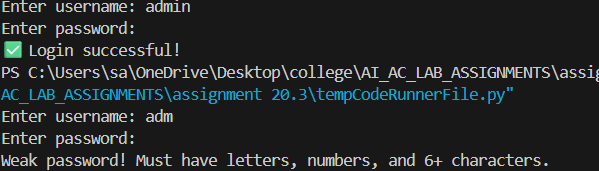 Enter username: admin
Enter password:
✅ Login successful!
PS C:\Users\sa\OneDrive\Desktop\college\AI_AC_LAB_ASSIGNMENTS\assig
AC_LAB_ASSIGNMENTS\assignment 20.3\tempCodeRunnerFile.py"
Enter username: adm
Enter password:
Weak password! Must have letters, numbers, and 6+ characters.